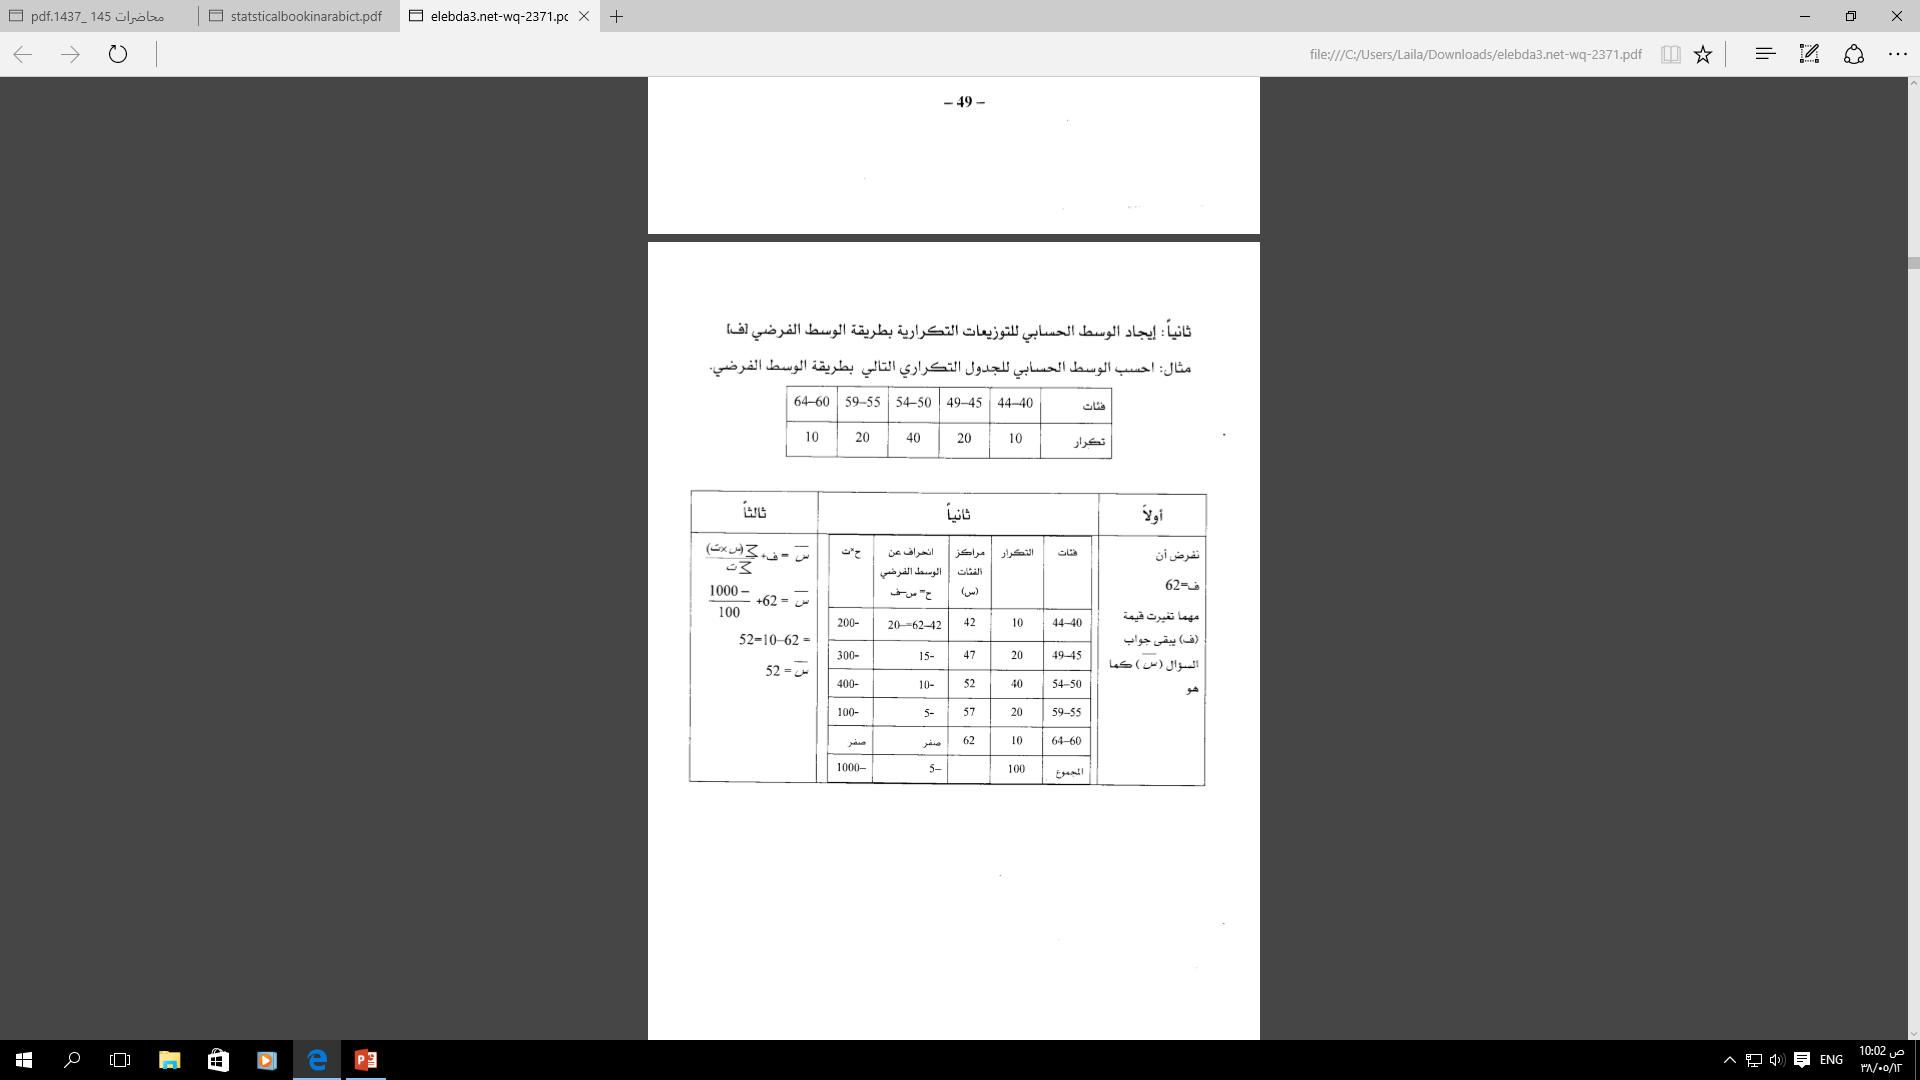 محاضرات 145 _1437.pdf
statsticalbookinarabict.pdf
elebda3.net-wq-2371.pc
file:///C:/Users/Laila/Downloads/elebda3.net-wq-2371.pdf
– 49 –
ثانياً: إيجاد الوسط الحسابي للتوزيعات التكرارية بطريقة الوسط الفرضي [ف]
مثال: احسب الوسط الحسابي للجدول التكراري التالي بطريقة الوسط الفرضي.
فئات 40–44 45–49 50–54 55–59 60–64
تكرار 10 20 40 20 10
أولاً ثانياً ثالثاً
نفرض أن
ف=62
مهما تغيرت قيمة
(ف) يبقى جواب
السؤال (س̅) كما
هو
فئات التكرار مراكز الفئات (س) انحراف عن الوسط الفرضي ح= س–ف ح×ت
40–44 10 42 42–62=–20 -200
45–49 20 47 -15 -300
50–54 40 52 -10 -400
55–59 20 57 -5 -100
60–64 10 62 صفر صفر
المجموع 100 –5 –1000
س̅ = ف+ ∑(س×ت) / ∑ت
س̅ = 62+ –1000 / 100
= 62–10=52
س̅ = 52
ENG
10:02 ص
٣٨/٠٥/١٢